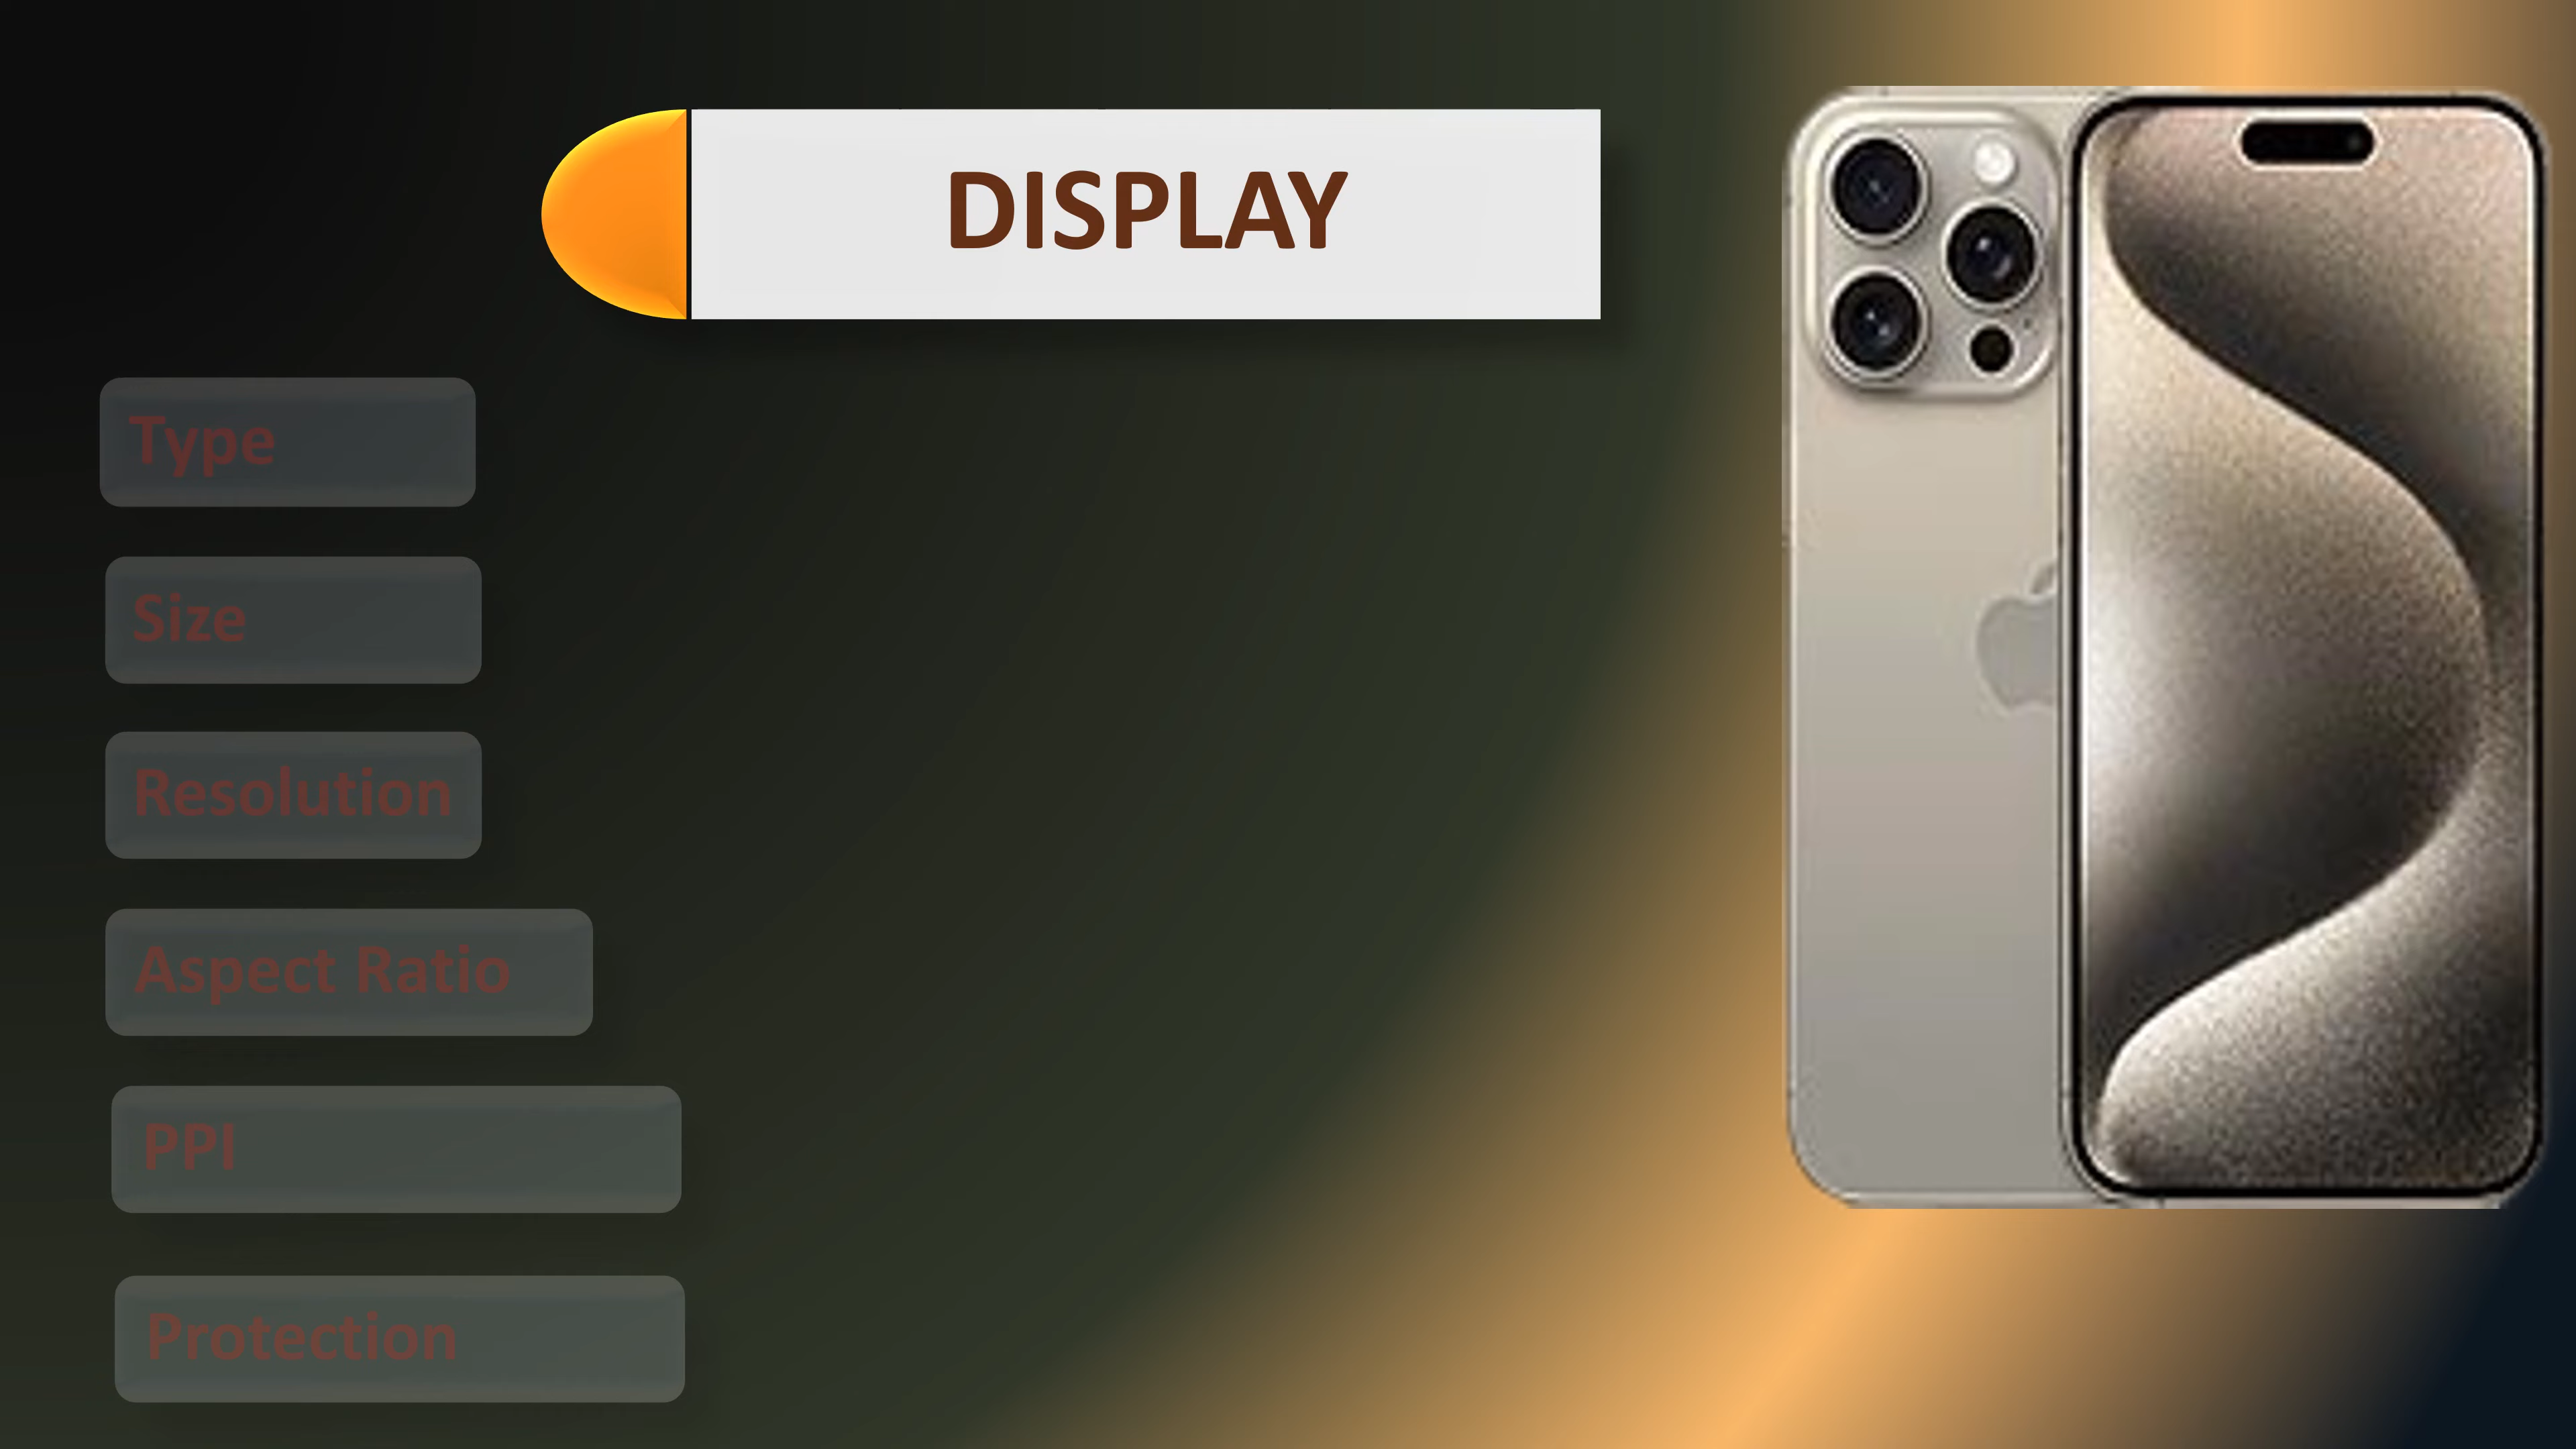 DISPLAY
Type
Size
Resolution
Aspect Ratio
PPI
Protection